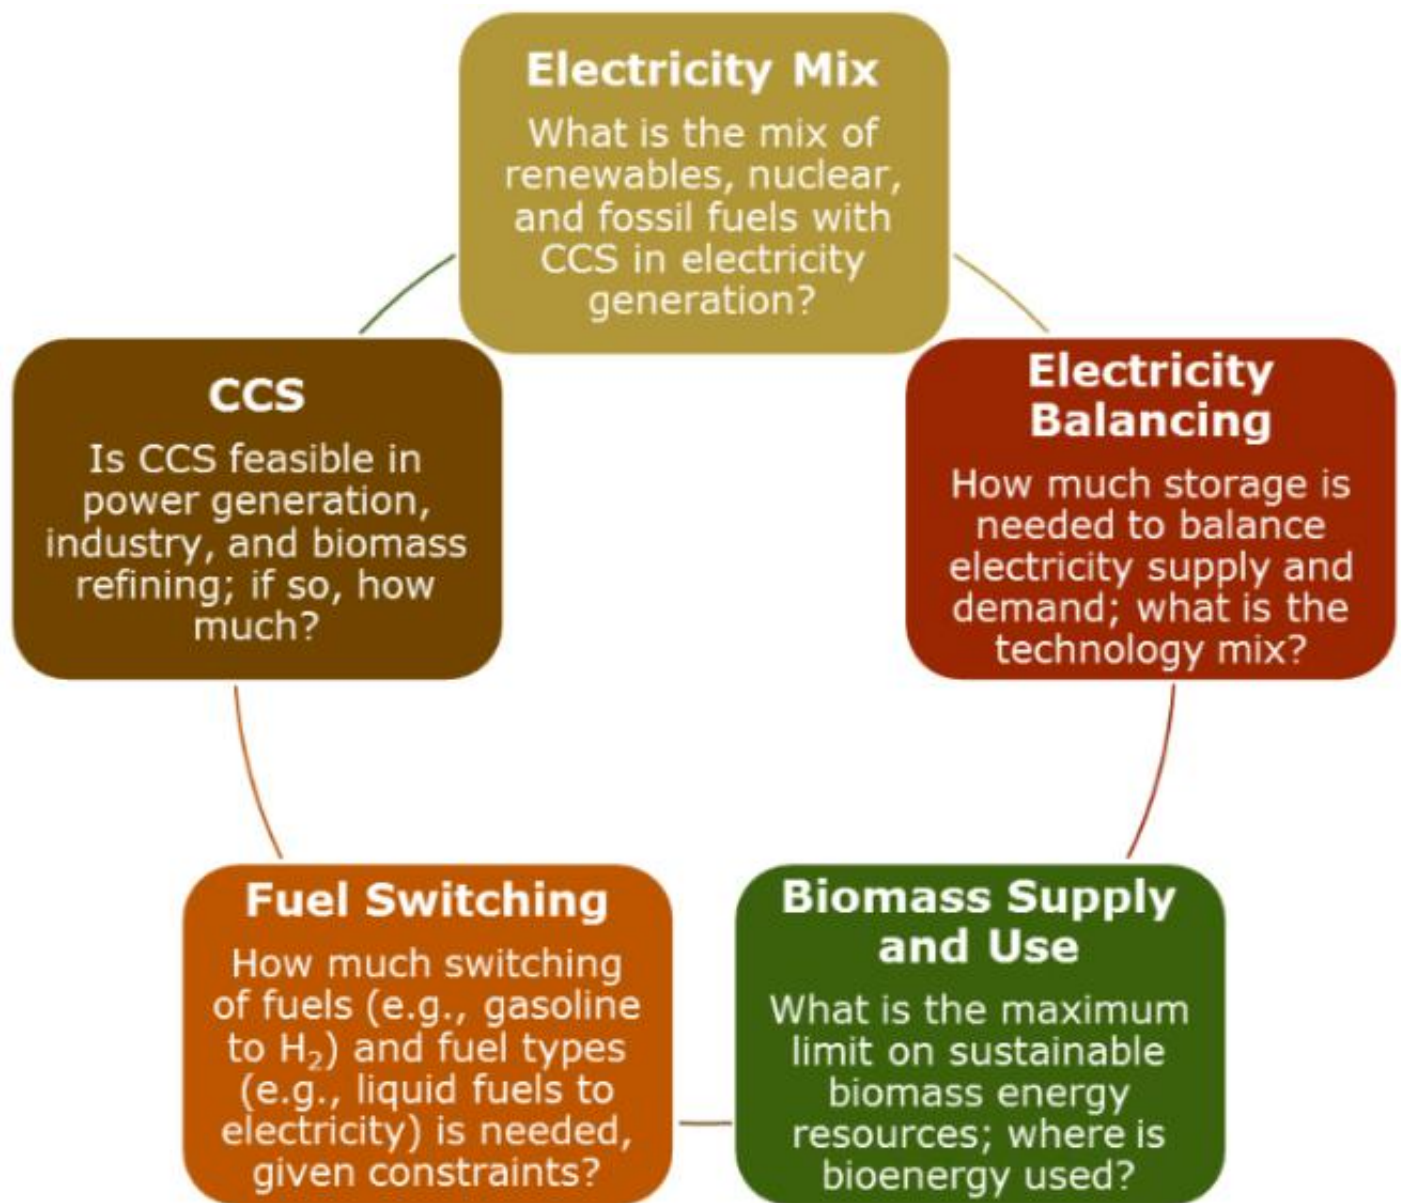 Electricity Mix
What is the mix of
renewables, nuclear,
and fossil fuels with
CCS in electricity
generation?
Electricity
Balancing
How much storage is
needed to balance
electricity supply and
demand; what is the
technology mix?
Biomass Supply
and Use
What is the maximum
limit on sustainable
biomass energy
resources; where is
bioenergy used?
Fuel Switching
How much switching
of fuels (e.g., gasoline
to H₂) and fuel types
(e.g., liquid fuels to
electricity) is needed,
given constraints?
CCS
Is CCS feasible in
power generation,
industry, and biomass
refining; if so, how
much?